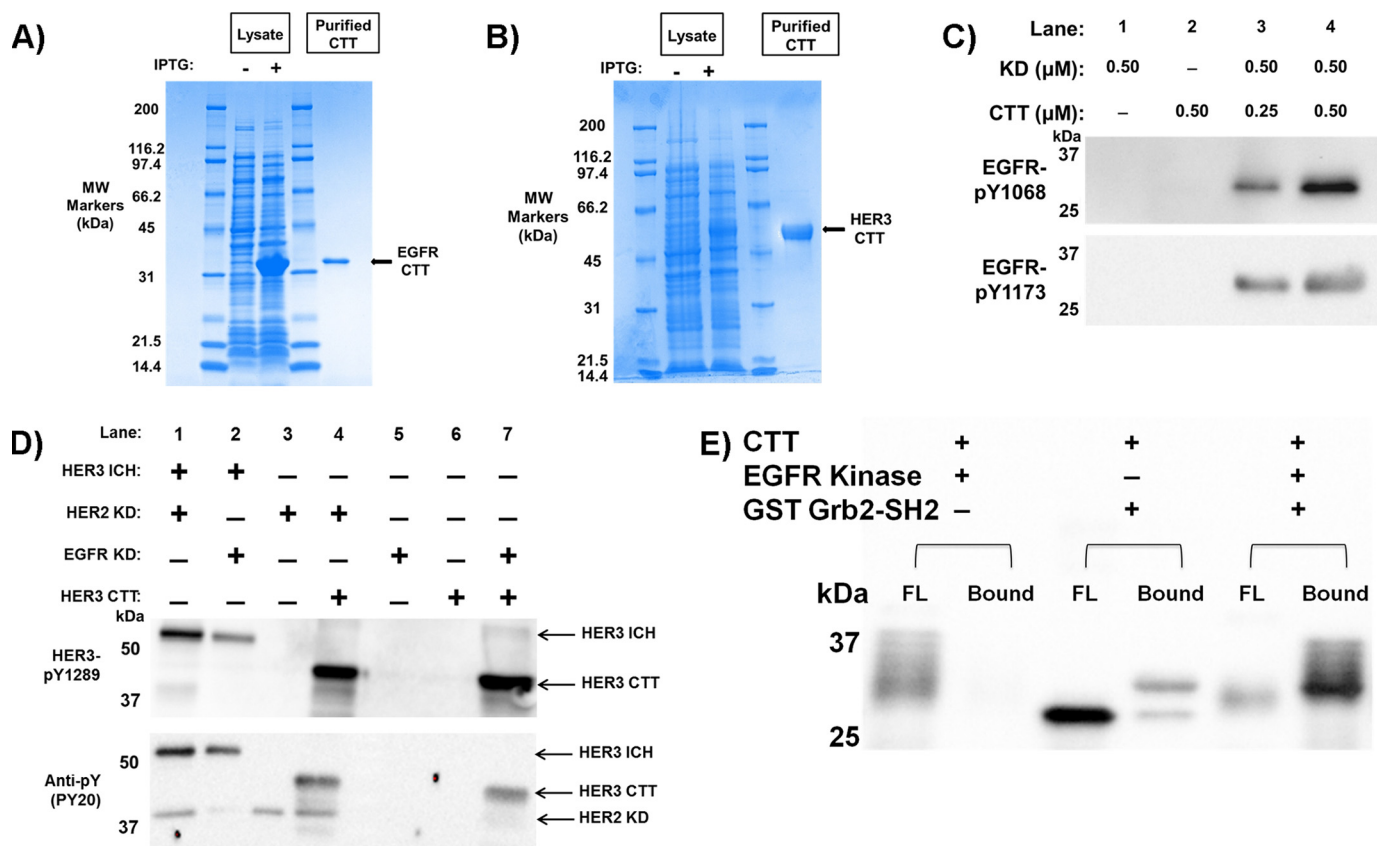 A)
Lysate
Purified CTT
IPTG: - +
200
116.2
97.4
66.2
45
31
21.5
14.4
MW Markers (kDa)
EGFR CTT
B)
Lysate
Purified CTT
IPTG: - +
200
116.2
97.4
66.2
45
31
21.5
14.4
MW Markers (kDa)
HER3 CTT
C)
Lane: 1 2 3 4
KD (μM): 0.50 – 0.50 0.50
CTT (μM): – 0.50 0.25 0.50
kDa
37
EGFR-pY1068
25
37
EGFR-pY1173
25
D)
Lane: 1 2 3 4 5 6 7
HER3 ICH: + + – – – – –
HER2 KD: + – + + – – –
EGFR KD: – + – – + – +
HER3 CTT: – – – + – + +
kDa
50
HER3-pY1289
37
HER3 ICH
HER3 CTT
50
Anti-pY (PY20)
37
HER3 ICH
HER3 CTT
HER2 KD
E)
CTT + + +
EGFR Kinase + – +
GST Grb2-SH2 – + +
kDa FL Bound FL Bound FL Bound
37
25